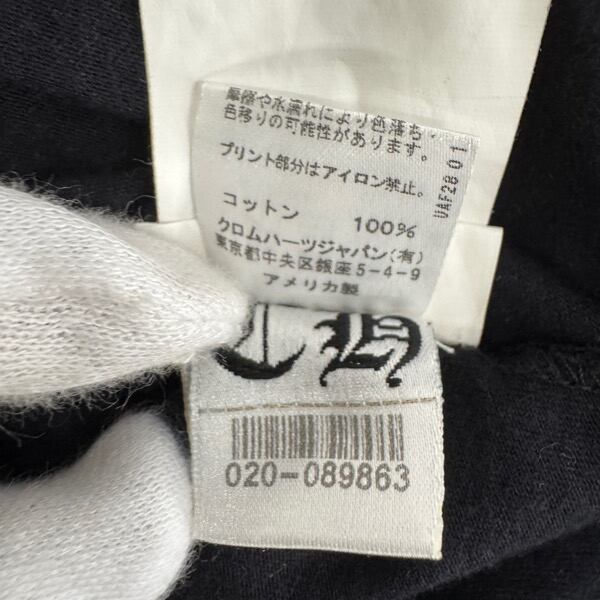 摩擦や水濡れにより色落ち・
色移りの可能性があります。
プリント部分はアイロン禁止。
コットン 100%
クロムハーツジャパン(有)
東京都中央区銀座5-4-9
アメリカ製
UAF28 01
CH
020-089863